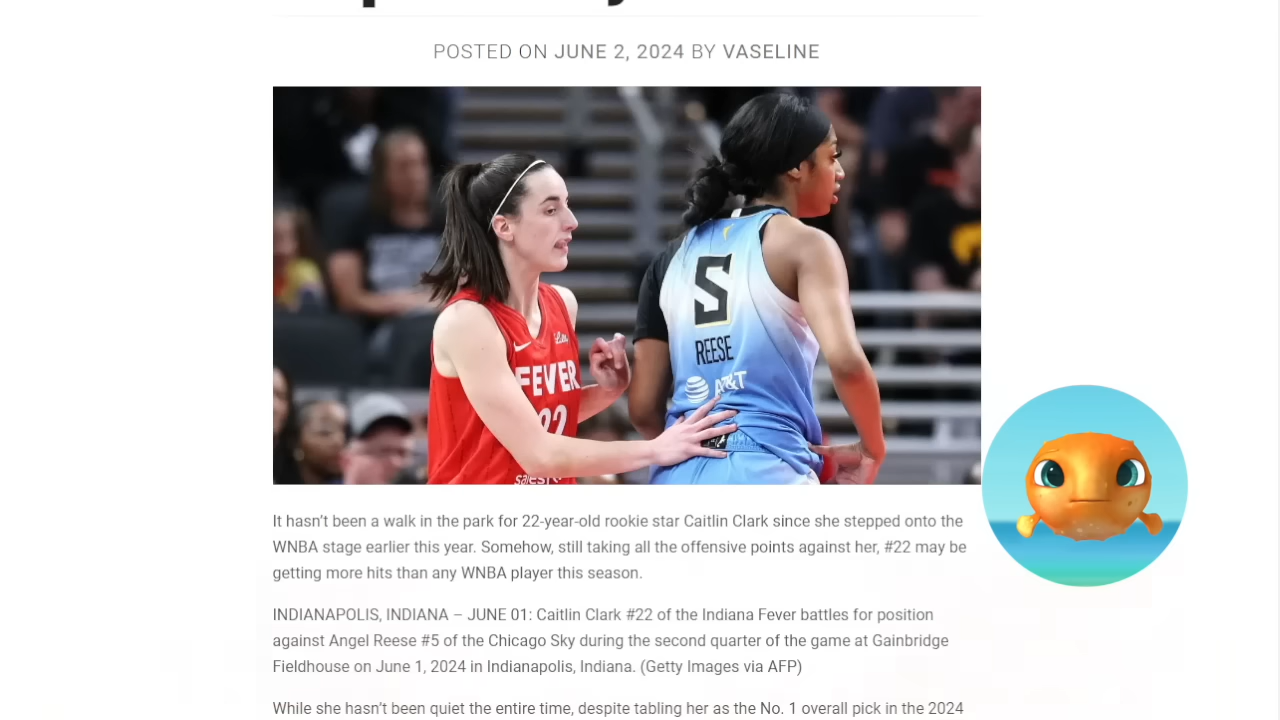 POSTED ON JUNE 2, 2024 BY VASELINE
5
REESE
AT&T
FEVER
22
salesf
It hasn’t been a walk in the park for 22-year-old rookie star Caitlin Clark since she stepped onto the
WNBA stage earlier this year. Somehow, still taking all the offensive points against her, #22 may be
getting more hits than any WNBA player this season.
INDIANAPOLIS, INDIANA – JUNE 01: Caitlin Clark #22 of the Indiana Fever battles for position
against Angel Reese #5 of the Chicago Sky during the second quarter of the game at Gainbridge
Fieldhouse on June 1, 2024 in Indianapolis, Indiana. (Getty Images via AFP)
While she hasn’t been quiet the entire time, despite tabling her as the No. 1 overall pick in the 2024